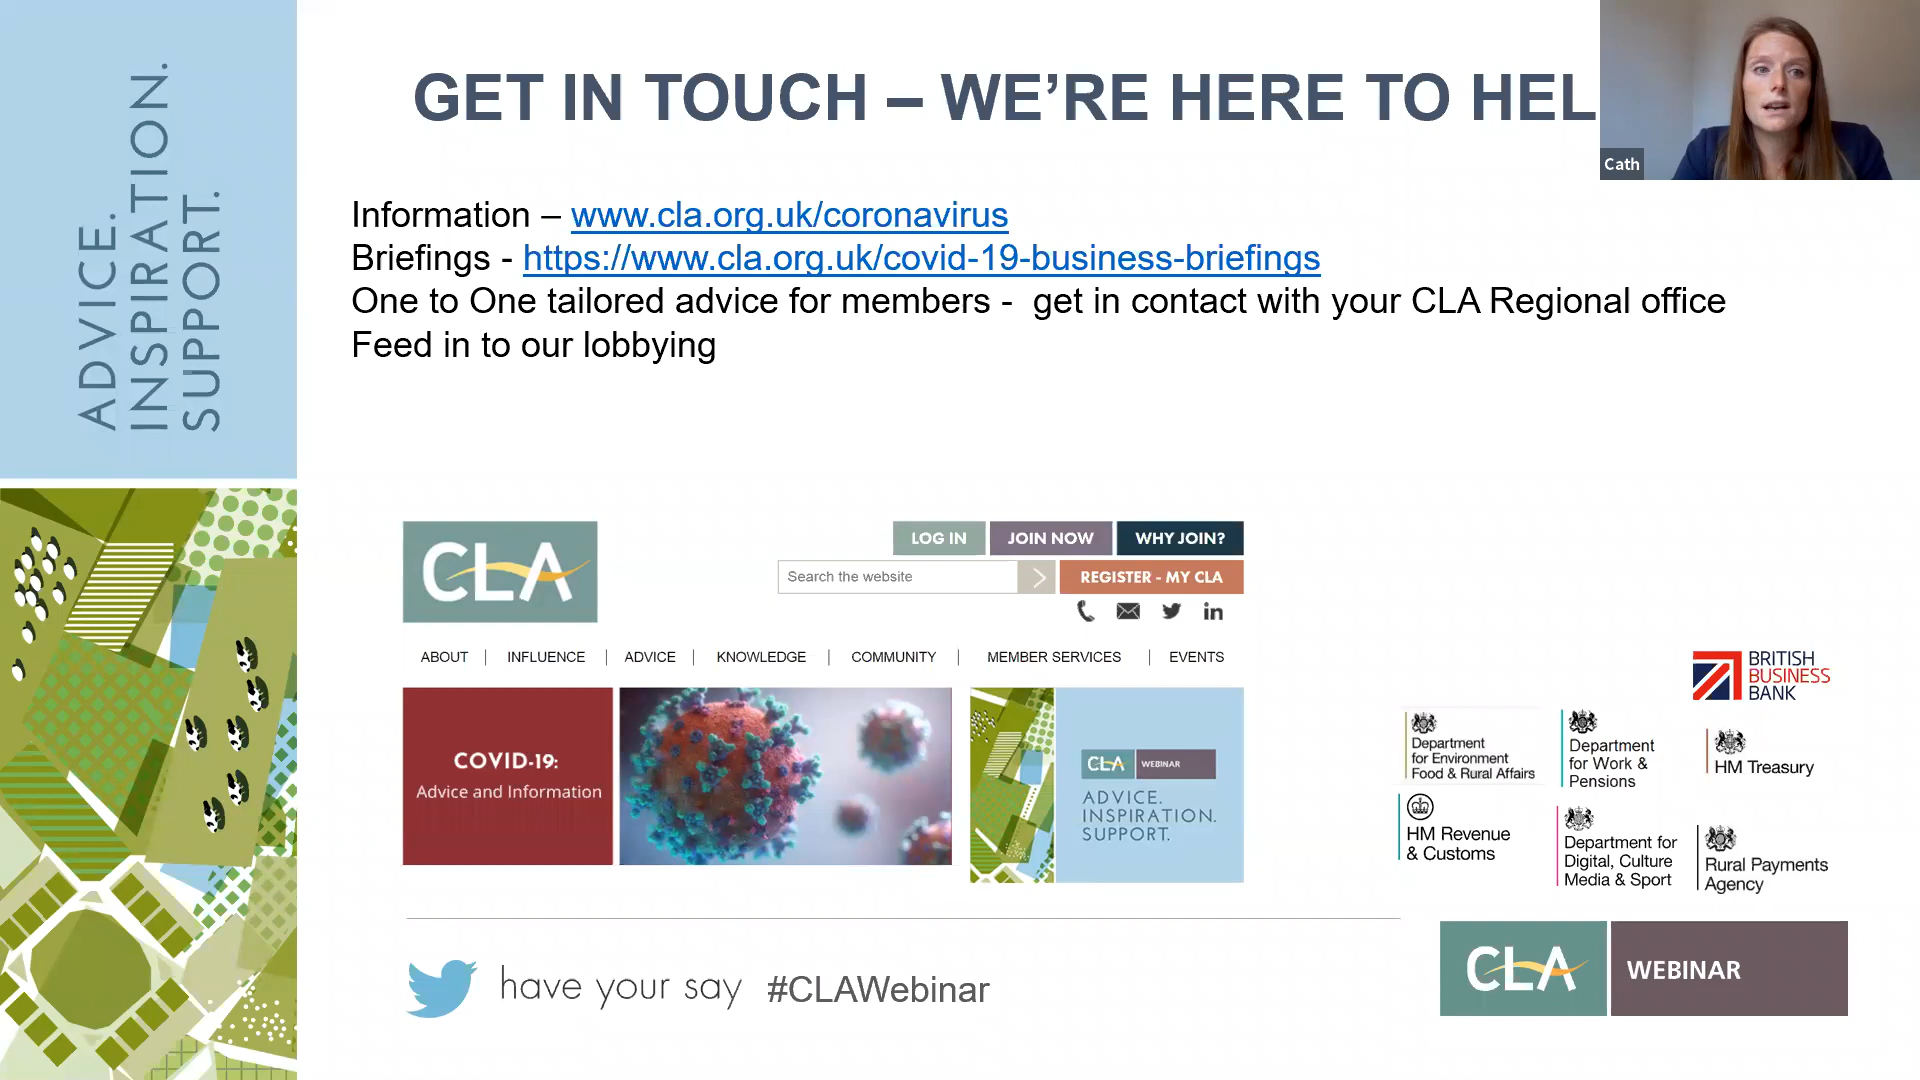 ADVICE.
INSPIRATION.
SUPPORT.
GET IN TOUCH – WE’RE HERE TO HEL
Cath
Information – www.cla.org.uk/coronavirus
Briefings - https://www.cla.org.uk/covid-19-business-briefings
One to One tailored advice for members - get in contact with your CLA Regional office
Feed in to our lobbying
CLA
LOG IN
JOIN NOW
WHY JOIN?
Search the website
REGISTER - MY CLA
ABOUT | INFLUENCE | ADVICE | KNOWLEDGE | COMMUNITY | MEMBER SERVICES | EVENTS
COVID-19:
Advice and Information
CLA WEBINAR
ADVICE.
INSPIRATION.
SUPPORT.
BRITISH
BUSINESS
BANK
Department
for Environment
Food & Rural Affairs
Department
for Work &
Pensions
HM Treasury
HM Revenue
& Customs
Department for
Digital, Culture
Media & Sport
Rural Payments
Agency
have your say #CLAWebinar
CLA WEBINAR